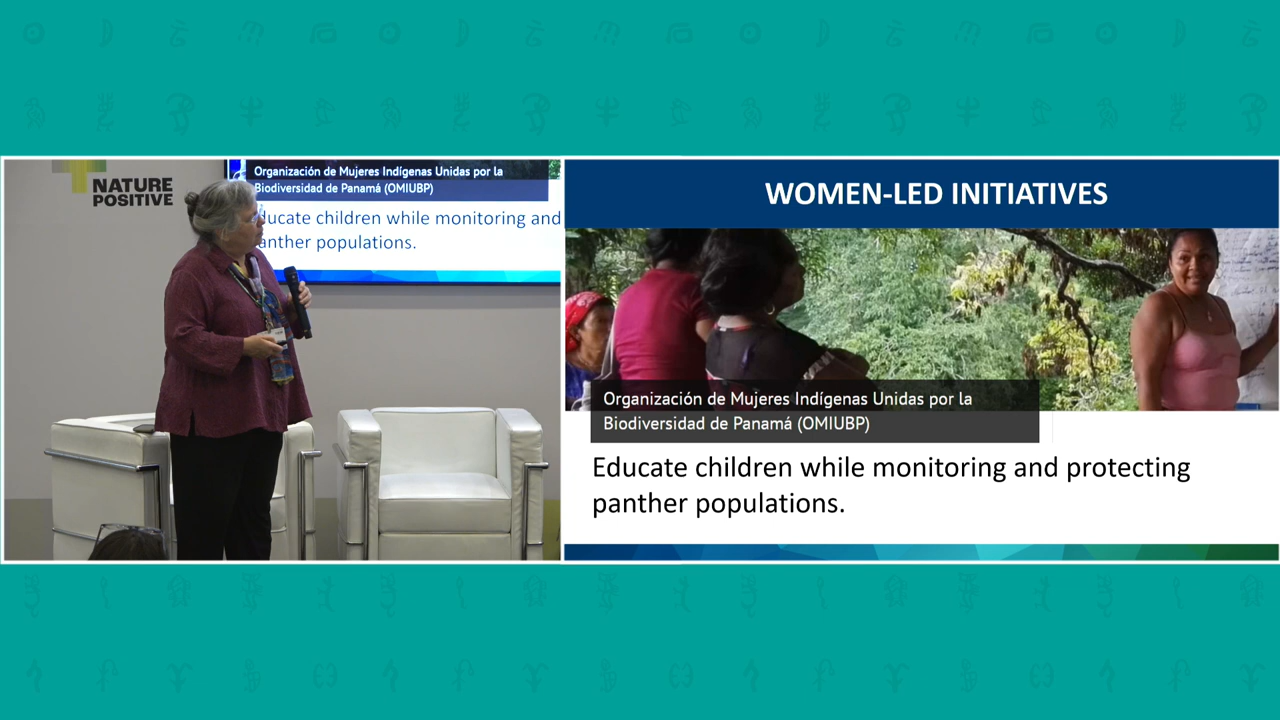 NATURE
POSITIVE
Organización de Mujeres Indígenas Unidas por la
Biodiversidad de Panamá (OMIUBP)
ducate children while monitoring and
anther populations.
WOMEN-LED INITIATIVES
Organización de Mujeres Indígenas Unidas por la
Biodiversidad de Panamá (OMIUBP)
Educate children while monitoring and protecting
panther populations.